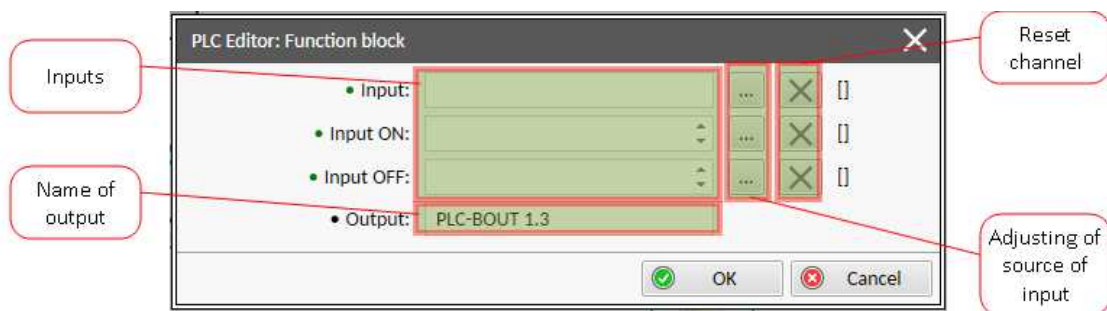 PLC Editor: Function block
Reset
channel
Inputs
• Input:
... []
• Input ON:
... []
• Input OFF:
... []
Name of
output
• Output: PLC-BOUT 1.3
Adjusting of
source of
input
OK
Cancel